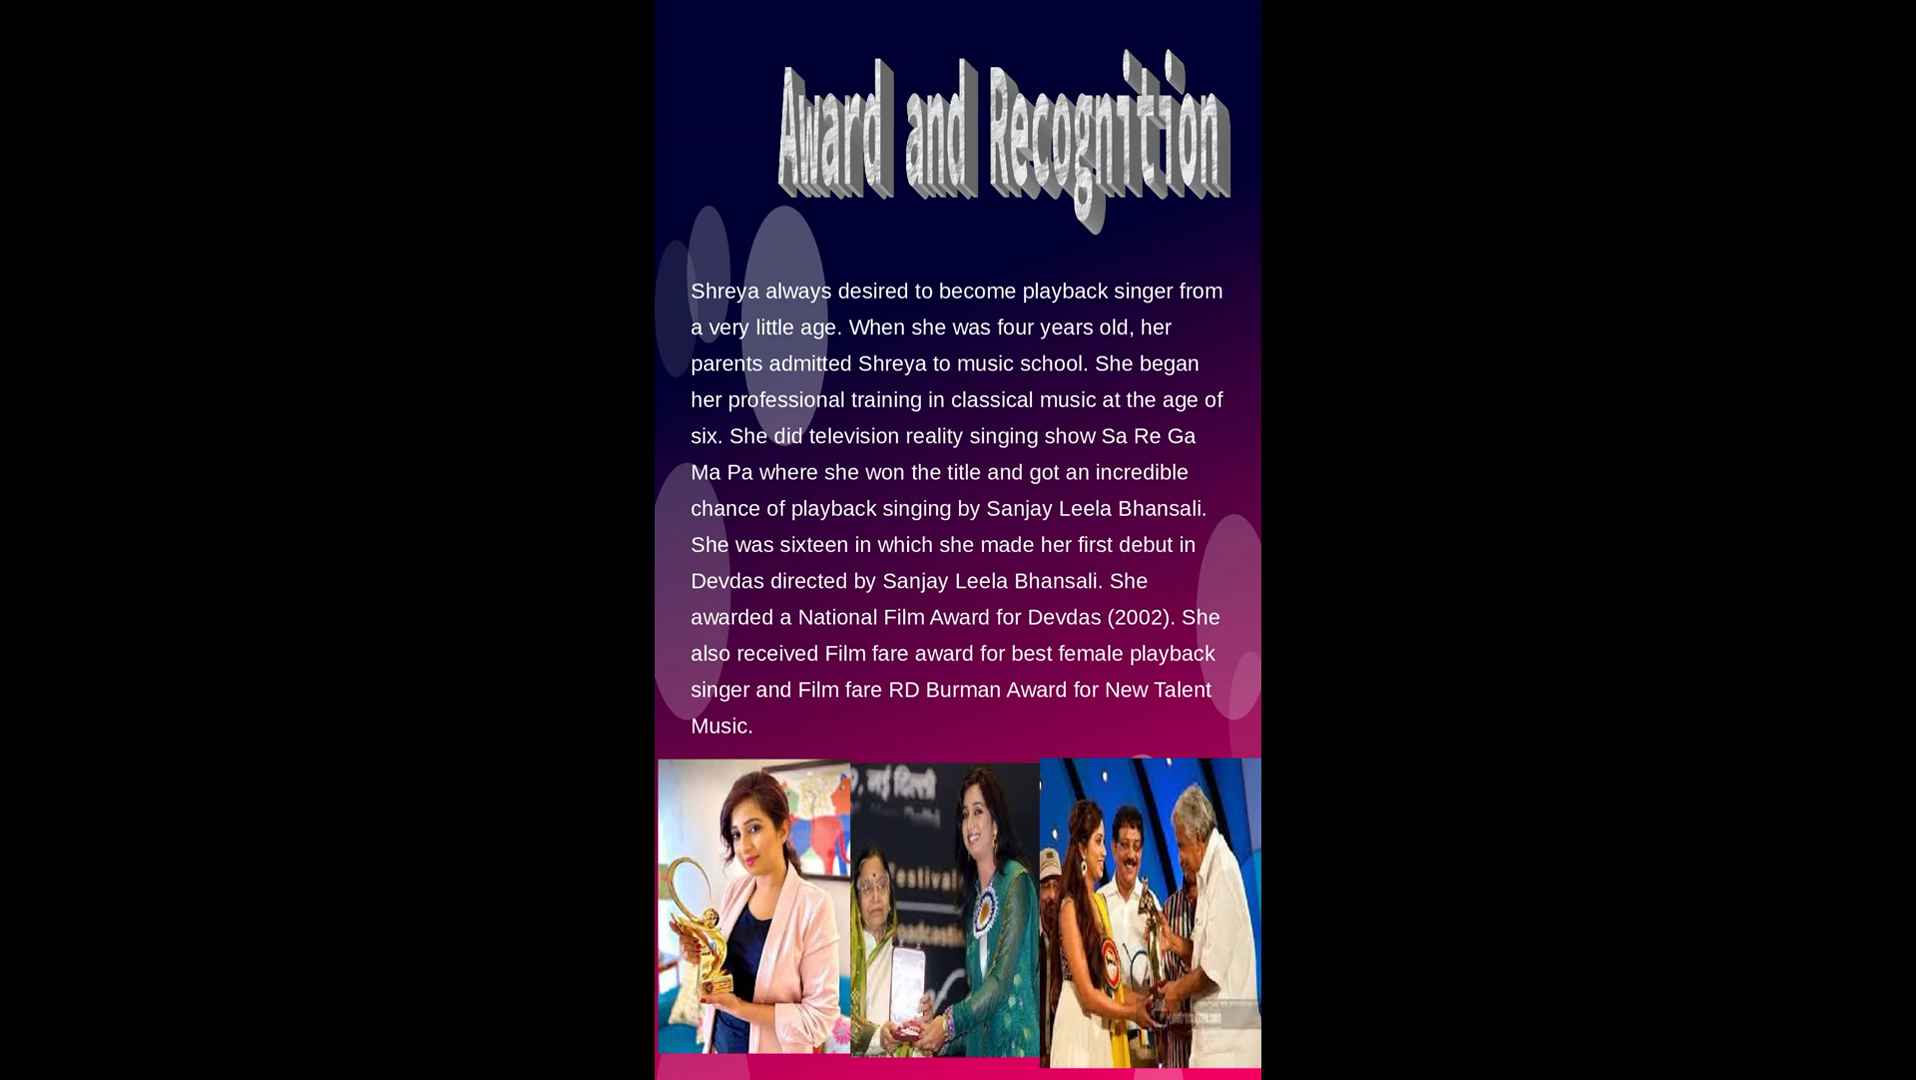 Award and Recognition
Shreya always desired to become playback singer from
a very little age. When she was four years old, her
parents admitted Shreya to music school. She began
her professional training in classical music at the age of
six. She did television reality singing show Sa Re Ga
Ma Pa where she won the title and got an incredible
chance of playback singing by Sanjay Leela Bhansali.
She was sixteen in which she made her first debut in
Devdas directed by Sanjay Leela Bhansali. She
awarded a National Film Award for Devdas (2002). She
also received Film fare award for best female playback
singer and Film fare RD Burman Award for New Talent
Music.
नई दिल्ली
Festival